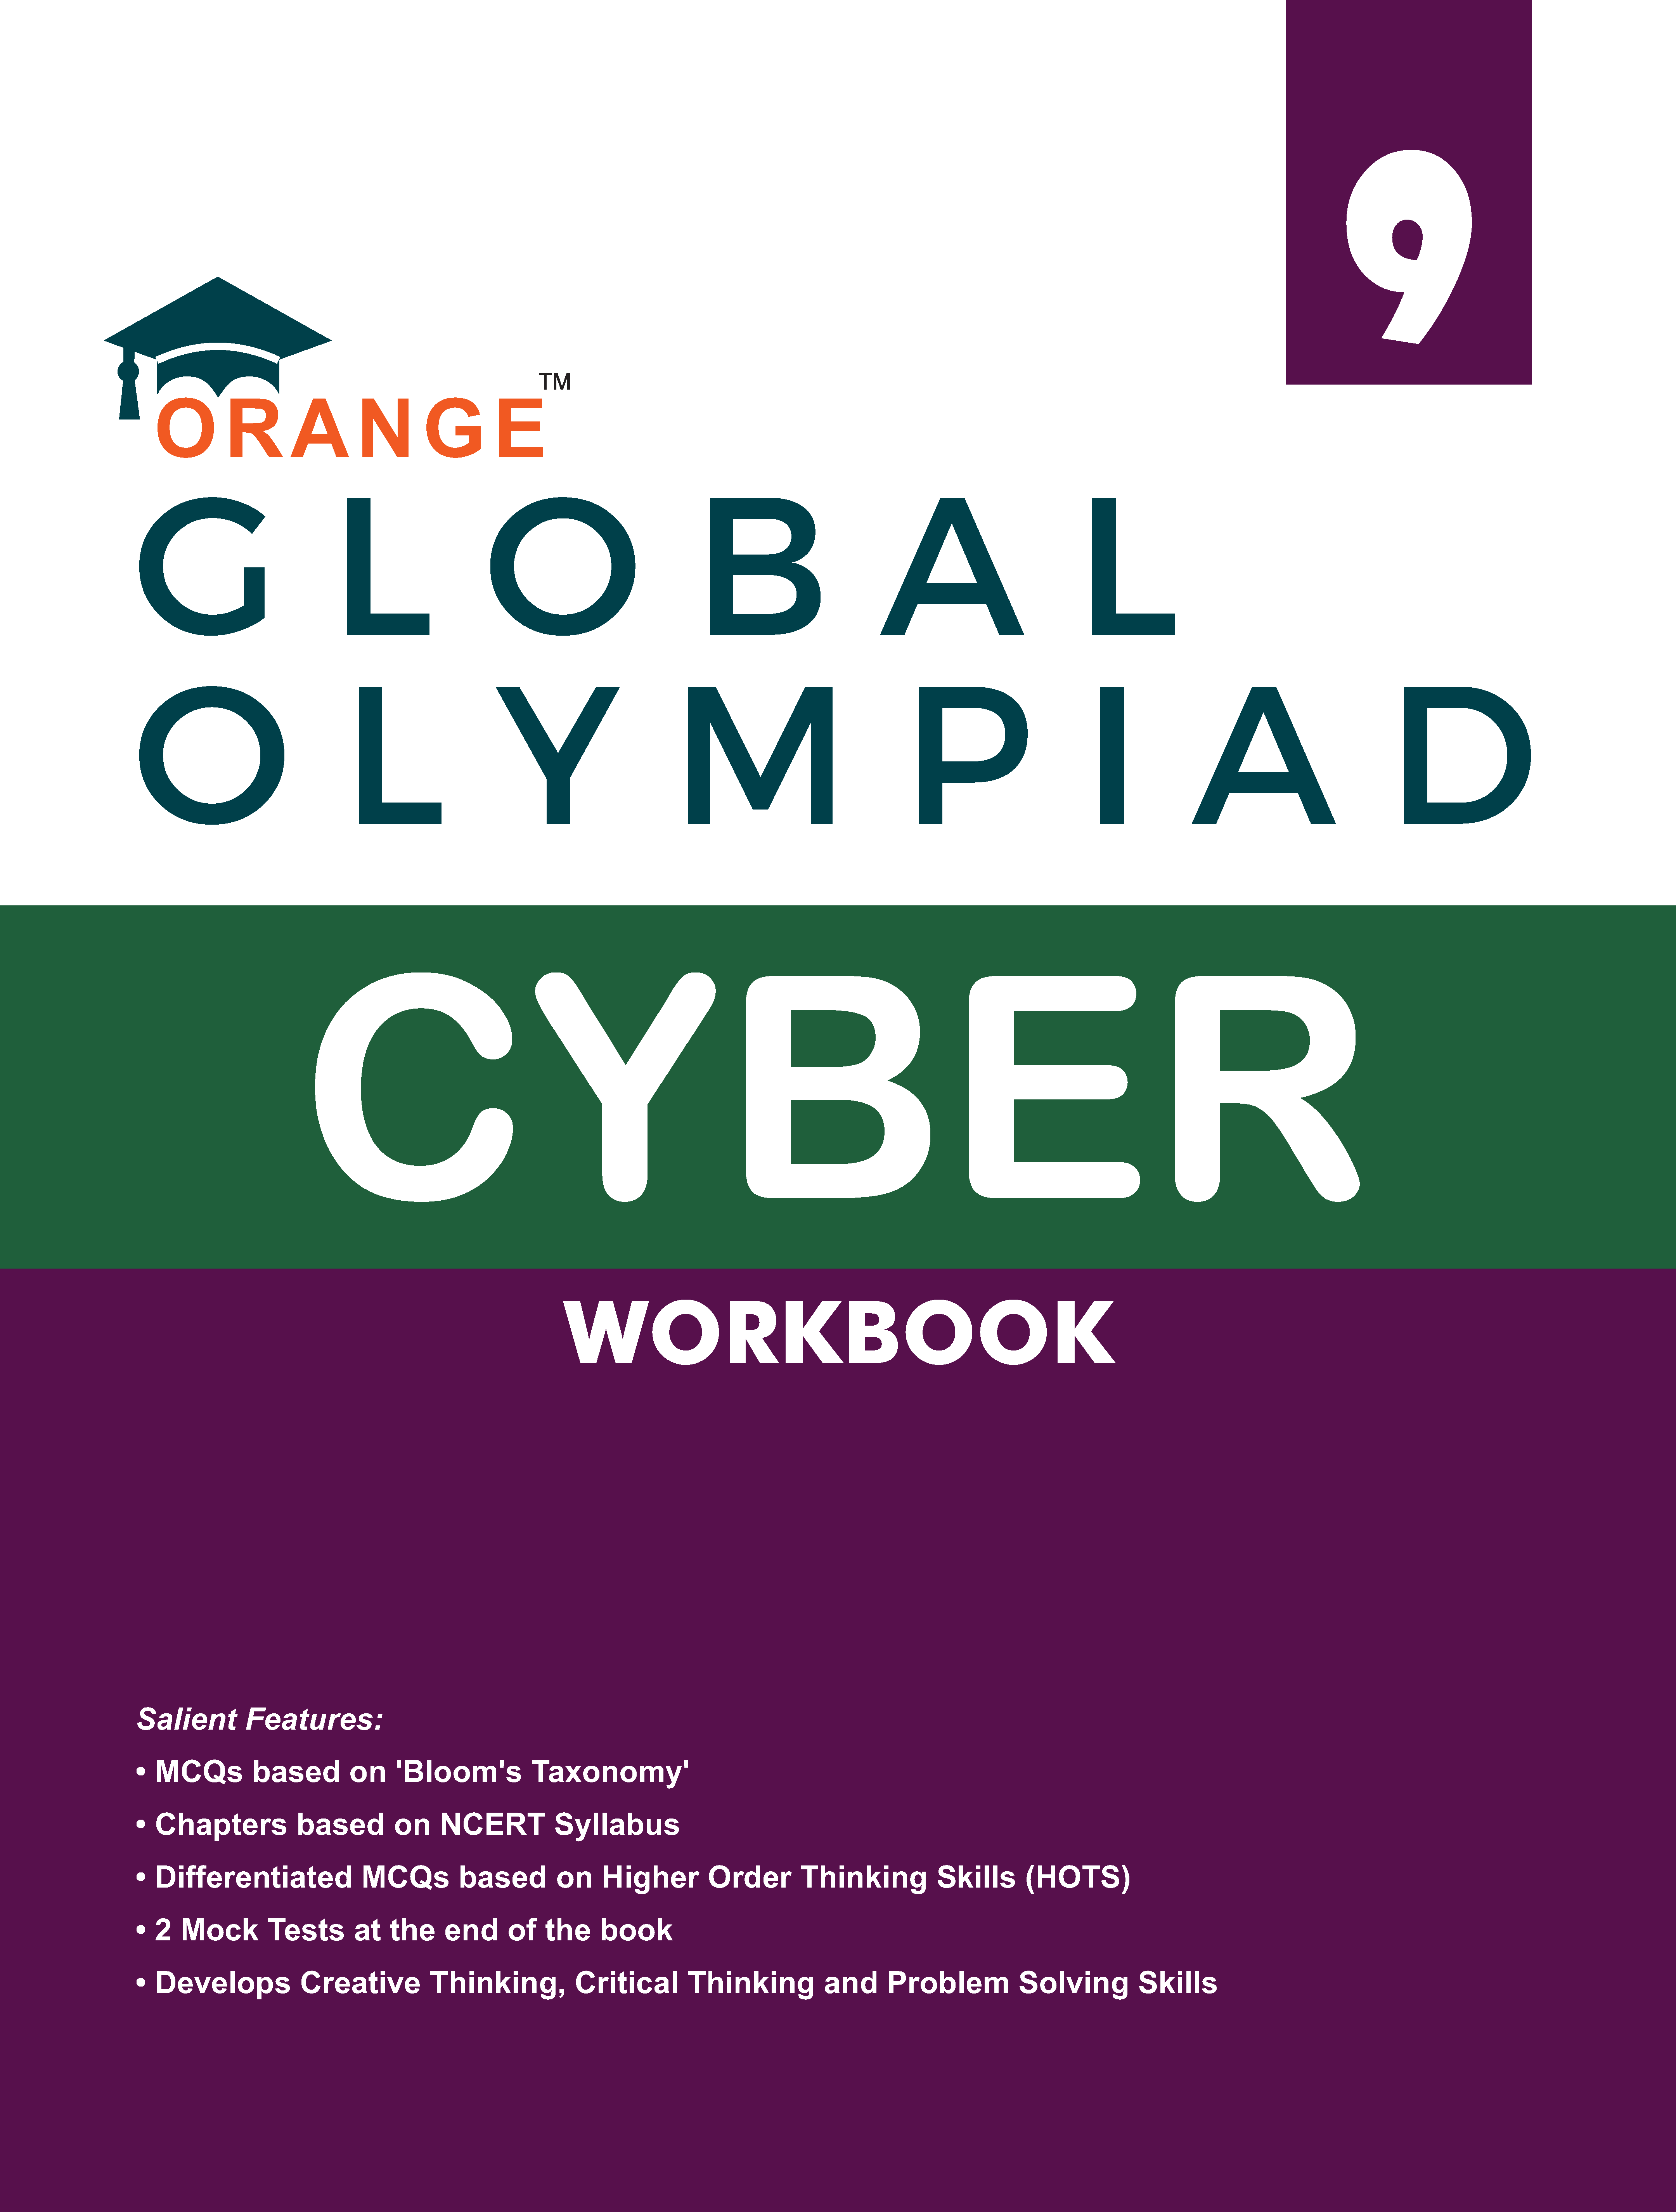 9
ORANGE™
GLOBAL
OLYMPIAD
CYBER
WORKBOOK
Salient Features:
• MCQs based on 'Bloom's Taxonomy'
• Chapters based on NCERT Syllabus
• Differentiated MCQs based on Higher Order Thinking Skills (HOTS)
• 2 Mock Tests at the end of the book
• Develops Creative Thinking, Critical Thinking and Problem Solving Skills